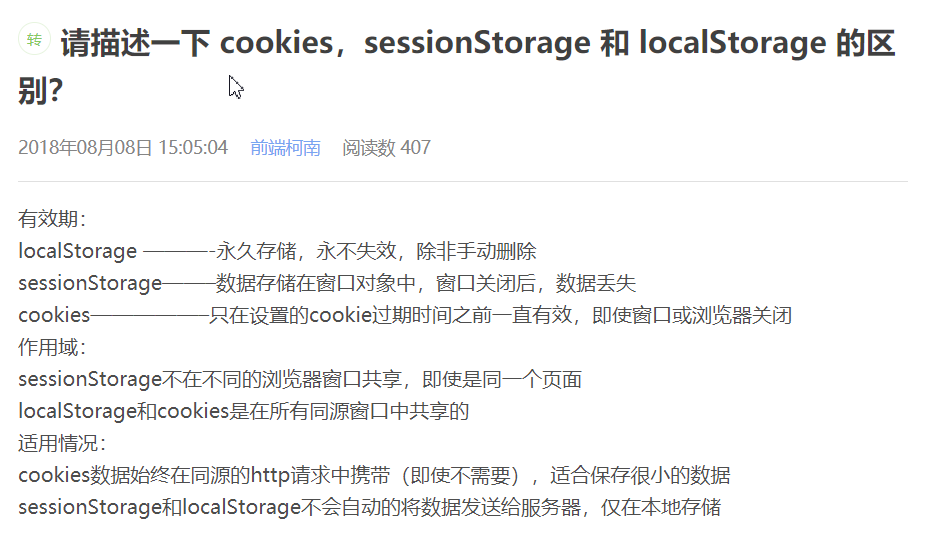 转 请描述一下 cookies，sessionStorage 和 localStorage 的区
别？
2018年08月08日 15:05:04 前端柯南 阅读数 407
有效期：
localStorage ————-永久存储，永不失效，除非手动删除
sessionStorage———数据存储在窗口对象中，窗口关闭后，数据丢失
cookies——————只在设置的cookie过期时间之前一直有效，即使窗口或浏览器关闭
作用域：
sessionStorage不在不同的浏览器窗口共享，即使是同一个页面
localStorage和cookies是在所有同源窗口中共享的
适用情况：
cookies数据始终在同源的http请求中携带（即使不需要），适合保存很小的数据
sessionStorage和localStorage不会自动的将数据发送给服务器，仅在本地存储